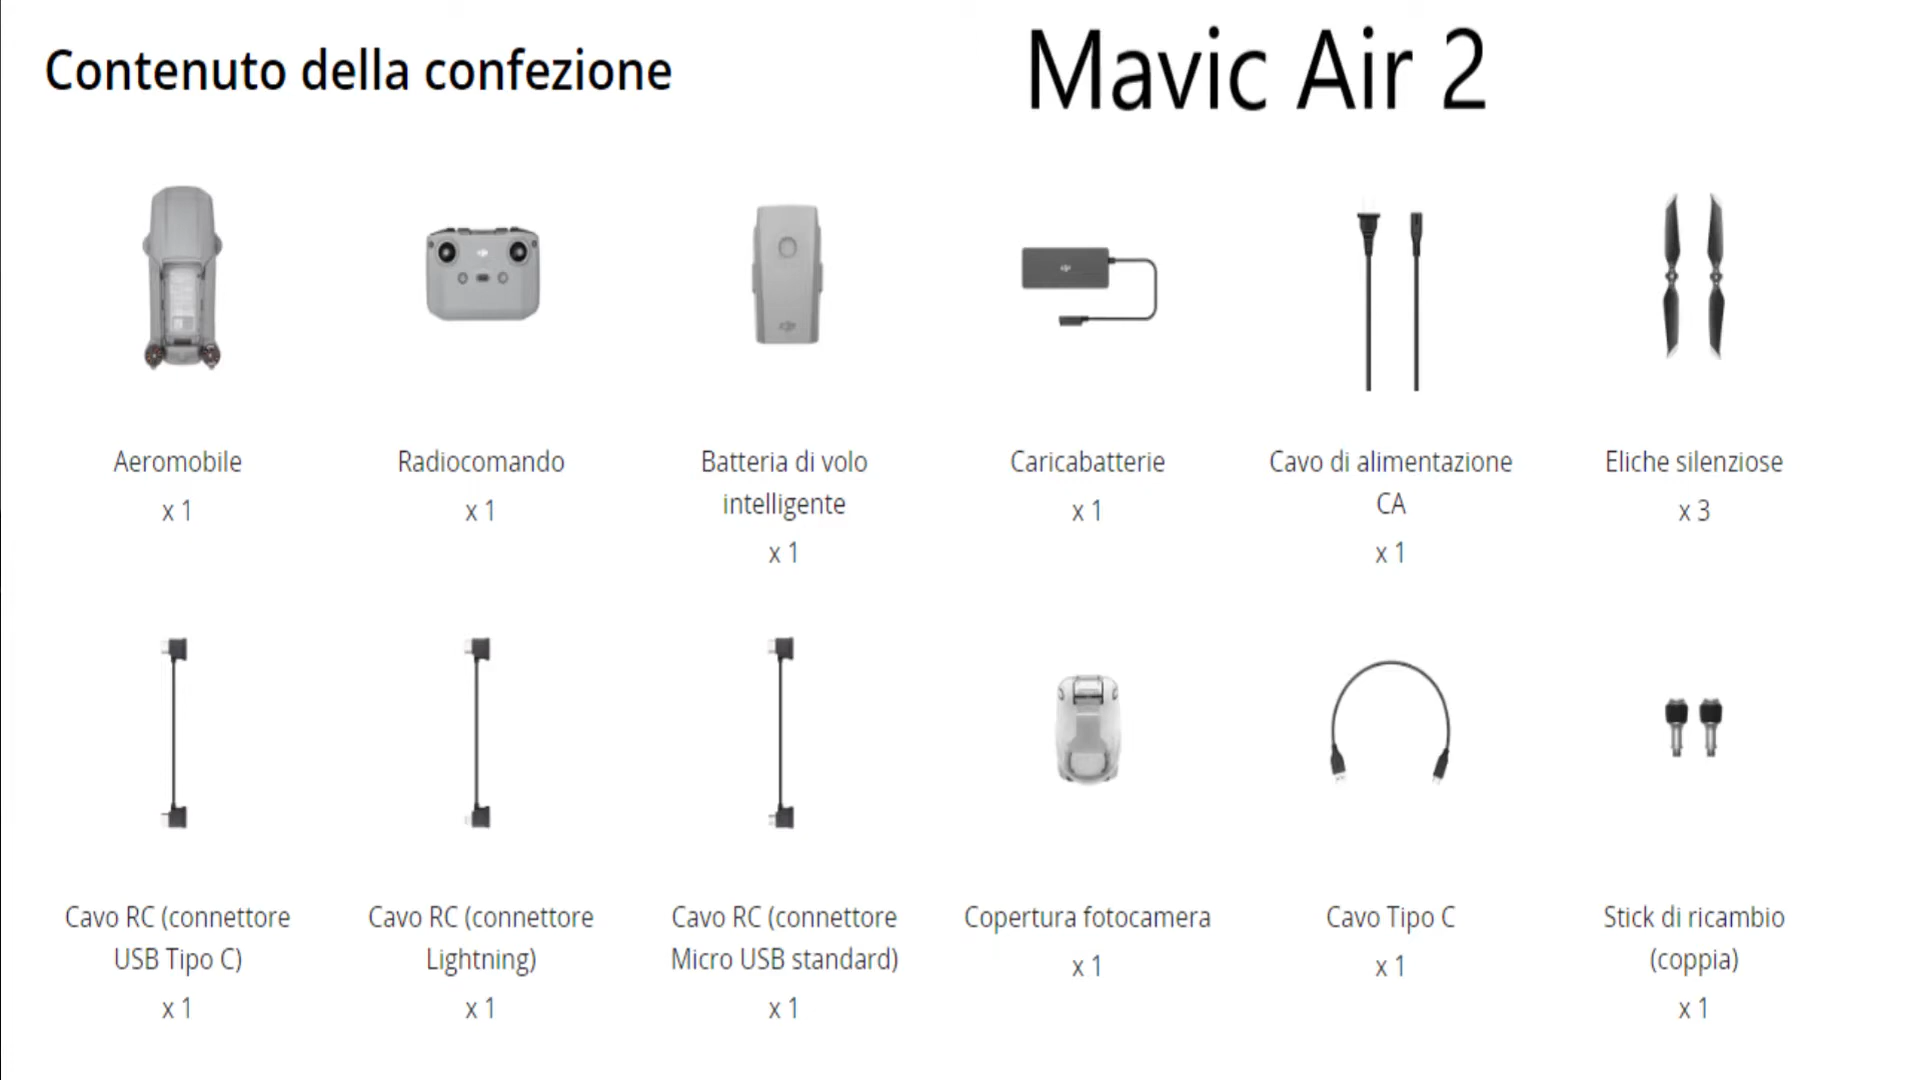 Contenuto della confezione
Mavic Air 2
Aeromobile
x 1
Radiocomando
x 1
Batteria di volo
intelligente
x 1
Caricabatterie
x 1
Cavo di alimentazione
CA
x 1
Eliche silenziose
x 3
Cavo RC (connettore
USB Tipo C)
x 1
Cavo RC (connettore
Lightning)
x 1
Cavo RC (connettore
Micro USB standard)
x 1
Copertura fotocamera
x 1
Cavo Tipo C
x 1
Stick di ricambio
(coppia)
x 1